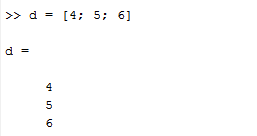 >> d = [4; 5; 6]
d =
4
5
6